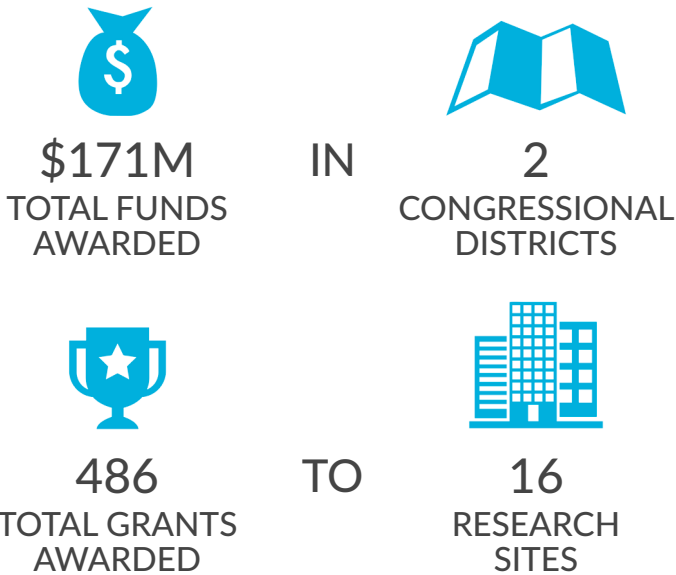 $
$171M IN 2
TOTAL FUNDS CONGRESSIONAL
AWARDED DISTRICTS
486 TO 16
TOTAL GRANTS RESEARCH
AWARDED SITES